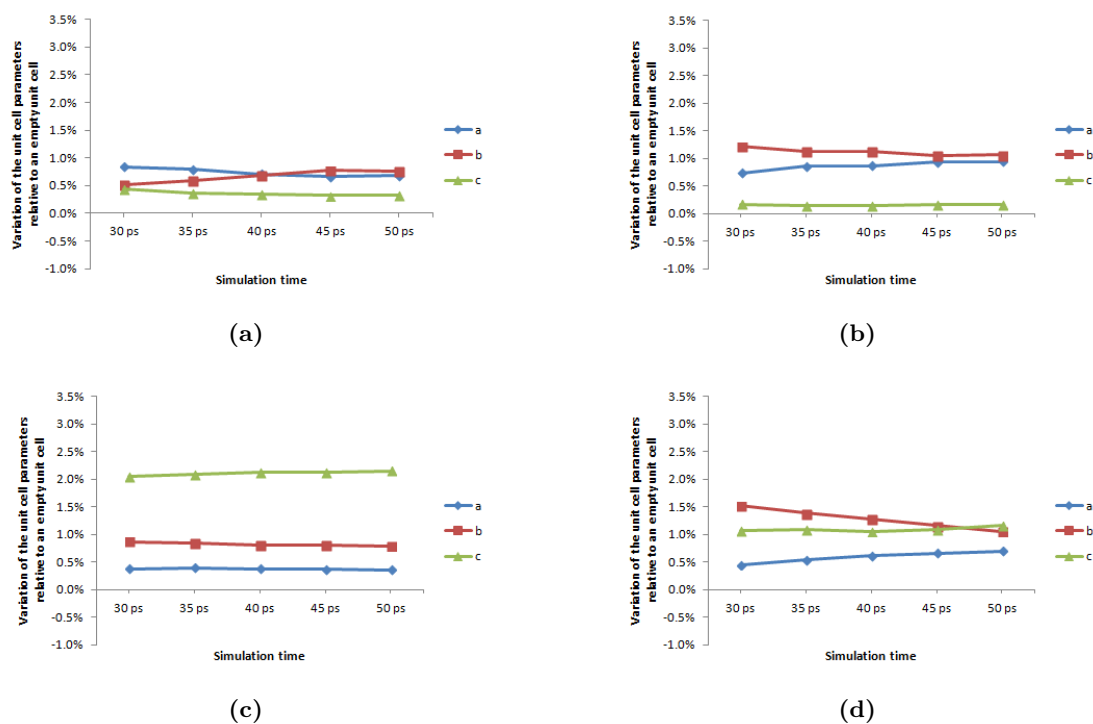 Variation of the unit cell parameters
relative to an empty unit cell
3.5%
3.0%
2.5%
2.0%
1.5%
1.0%
0.5%
0.0%
-0.5%
-1.0%
30 ps 35 ps 40 ps 45 ps 50 ps
Simulation time
a
b
c
(a)
Variation of the unit cell parameters
relative to an empty unit cell
3.5%
3.0%
2.5%
2.0%
1.5%
1.0%
0.5%
0.0%
-0.5%
-1.0%
30 ps 35 ps 40 ps 45 ps 50 ps
Simulation time
a
b
c
(b)
Variation of the unit cell parameters
relative to an empty unit cell
3.5%
3.0%
2.5%
2.0%
1.5%
1.0%
0.5%
0.0%
-0.5%
-1.0%
30 ps 35 ps 40 ps 45 ps 50 ps
Simulation time
a
b
c
(c)
Variation of the unit cell parameters
relative to an empty unit cell
3.5%
3.0%
2.5%
2.0%
1.5%
1.0%
0.5%
0.0%
-0.5%
-1.0%
30 ps 35 ps 40 ps 45 ps 50 ps
Simulation time
a
b
c
(d)